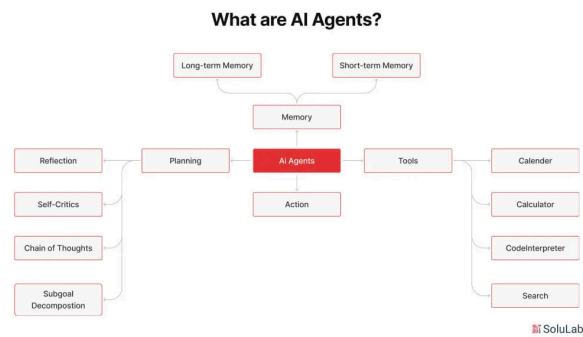 What are AI Agents?
Long-term Memory
Short-term Memory
Memory
Reflection
Planning
AI Agents
Tools
Calender
Self-Critics
Action
Calculator
Chain of Thoughts
CodeInterpreter
Subgoal
Decompostion
Search
SoluLab